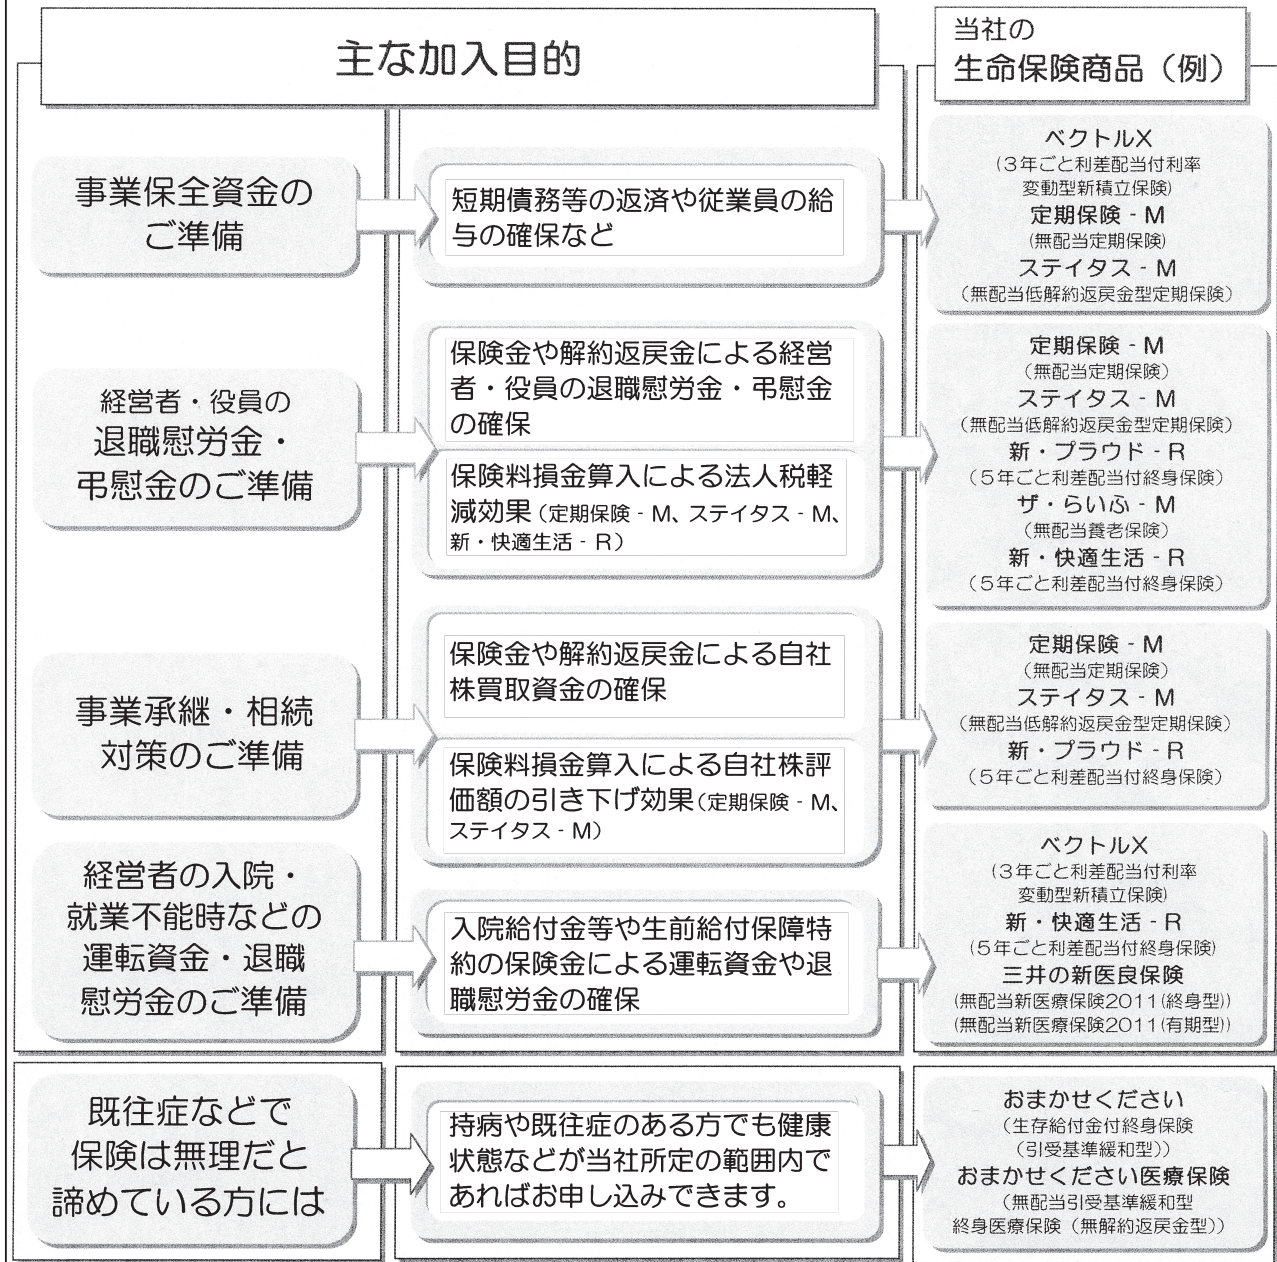 主な加入目的
当社の
生命保険商品（例）
事業保全資金の
ご準備
短期債務等の返済や従業員の給
与の確保など
ベクトルX
(３年ごと利差配当付利率
変動型新積立保険)
定期保険‐M
(無配当定期保険)
ステイタス‐M
(無配当低解約返戻金型定期保険)
経営者・役員の
退職慰労金・
弔慰金のご準備
保険金や解約返戻金による経営
者・役員の退職慰労金・弔慰金
の確保
保険料損金算入による法人税軽
減効果（定期保険‐M、ステイタス‐M、
新・快適生活‐R）
定期保険‐M
(無配当定期保険)
ステイタス‐M
(無配当低解約返戻金型定期保険)
新・プラウド‐R
(５年ごと利差配当付終身保険)
ザ・らいふ‐M
(無配当養老保険)
新・快適生活‐R
(５年ごと利差配当付終身保険)
事業承継・相続
対策のご準備
保険金や解約返戻金による自社
株買取資金の確保
保険料損金算入による自社株評
価額の引き下げ効果（定期保険‐M、
ステイタス‐M）
定期保険‐M
(無配当定期保険)
ステイタス‐M
(無配当低解約返戻金型定期保険)
新・プラウド‐R
(５年ごと利差配当付終身保険)
経営者の入院・
就業不能時などの
運転資金・退職
慰労金のご準備
入院給付金等や生前給付保障特
約の保険金による運転資金や退
職慰労金の確保
ベクトルX
(３年ごと利差配当付利率
変動型新積立保険)
新・快適生活‐R
(５年ごと利差配当付終身保険)
三井の新医良保険
(無配当新医療保険2011(終身型))
(無配当新医療保険2011(有期型))
既往症などで
保険は無理だと
諦めている方には
持病や既往症のある方でも健康
状態などが当社所定の範囲内で
あればお申し込みできます。
おまかせください
(生存給付金付終身保険
(引受基準緩和型))
おまかせください医療保険
(無配当引受基準緩和型
終身医療保険（無解約返戻金型))